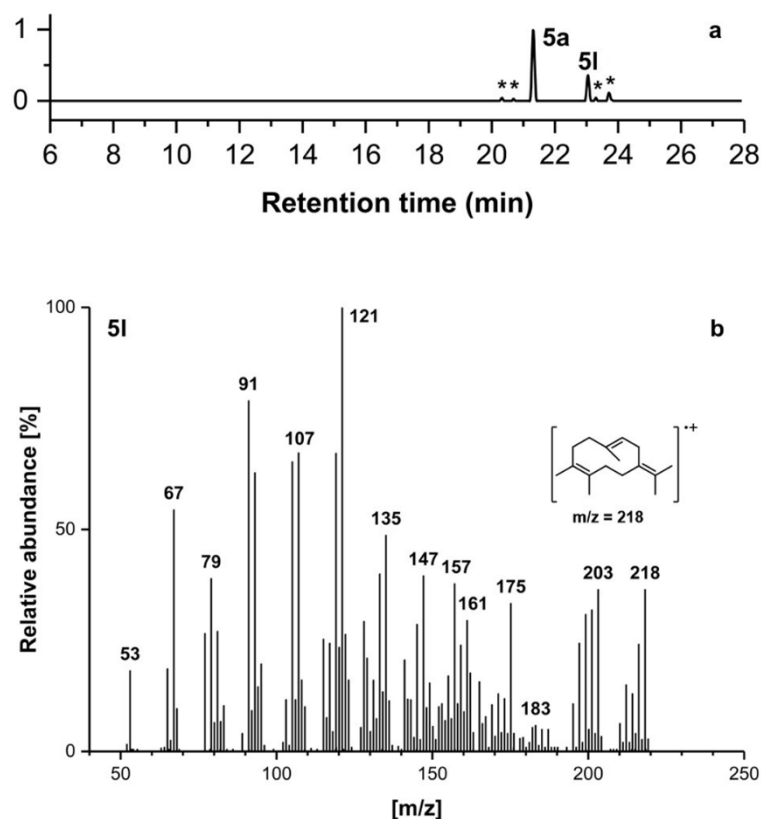 a
1
5a
5l
* * * *
0
6 8 10 12 14 16 18 20 22 24 26 28
Retention time (min)
5l
b
100
121
91
107
67
50
135
79
147
157
175
161
203
218
53
183
m/z = 218
•+
0
50 100 150 200 250
Relative abundance [%]
[m/z]